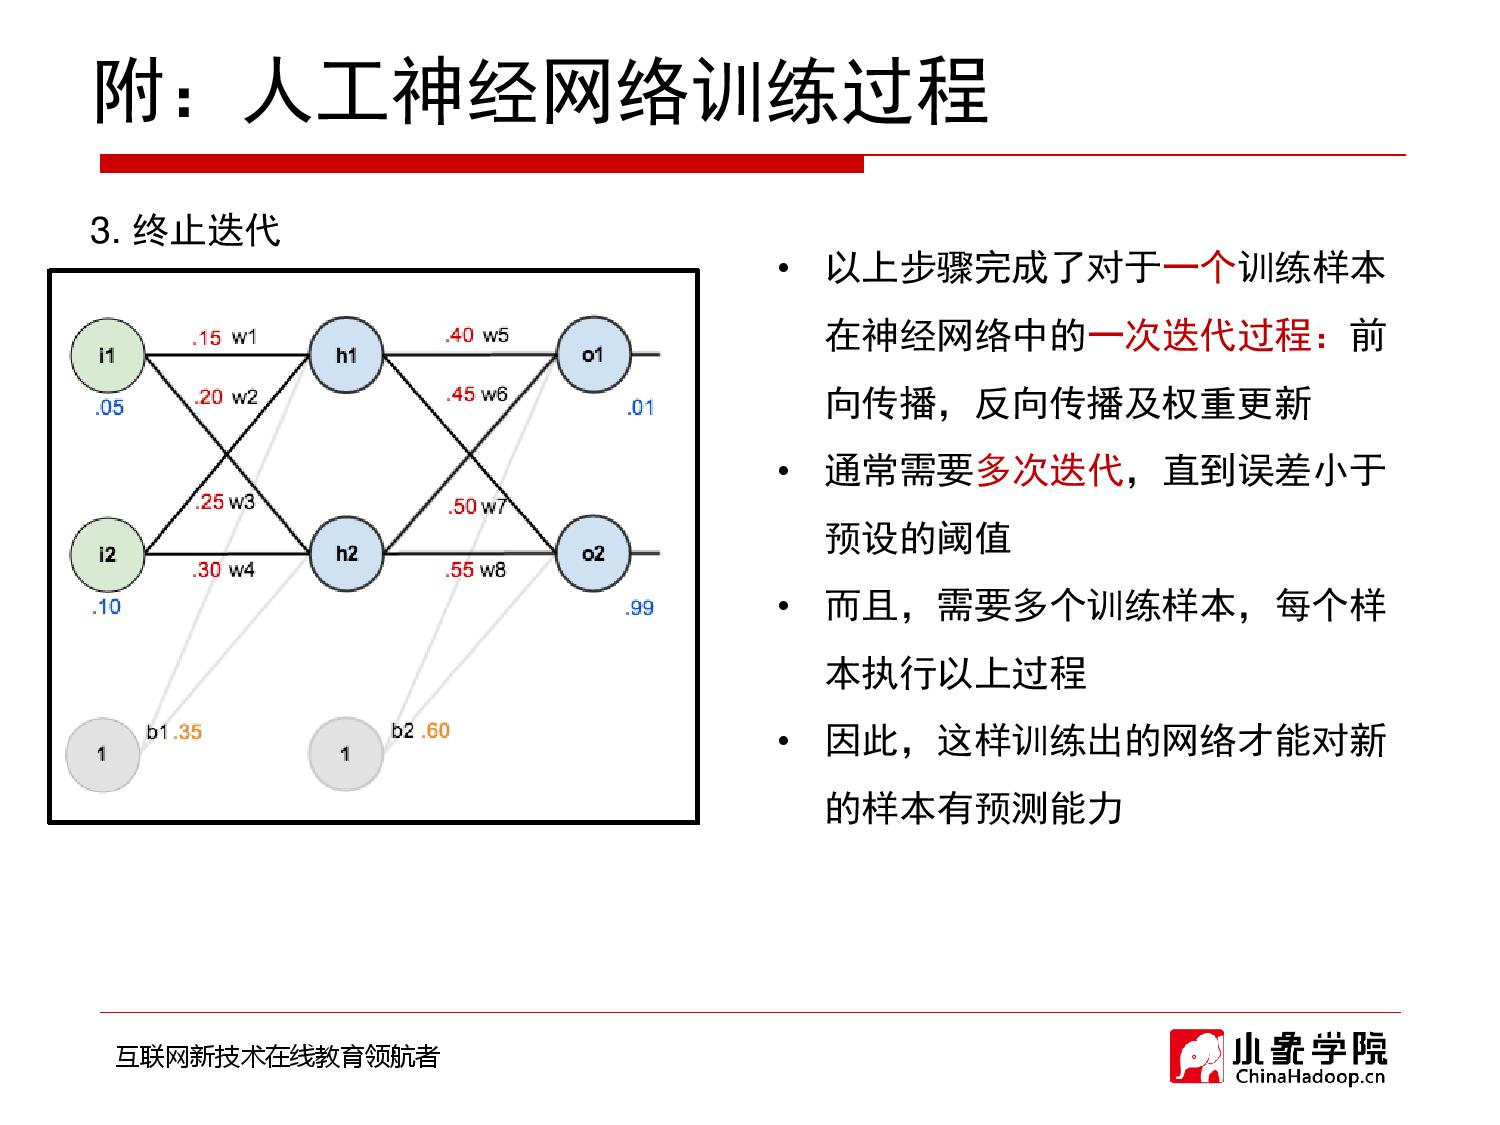 附：人工神经网络训练过程
3. 终止迭代
i1
.15 w1
h1
.40 w5
o1
.05
.20 w2
.45 w6
.01
.25 w3
.50 w7
i2
.30 w4
h2
.55 w8
o2
.10
.99
1
b1 .35
1
b2 .60
• 以上步骤完成了对于一个训练样本
在神经网络中的一次迭代过程：前
向传播，反向传播及权重更新
• 通常需要多次迭代，直到误差小于
预设的阈值
• 而且，需要多个训练样本，每个样
本执行以上过程
• 因此，这样训练出的网络才能对新
的样本有预测能力
互联网新技术在线教育领航者
小象学院
ChinaHadoop.cn